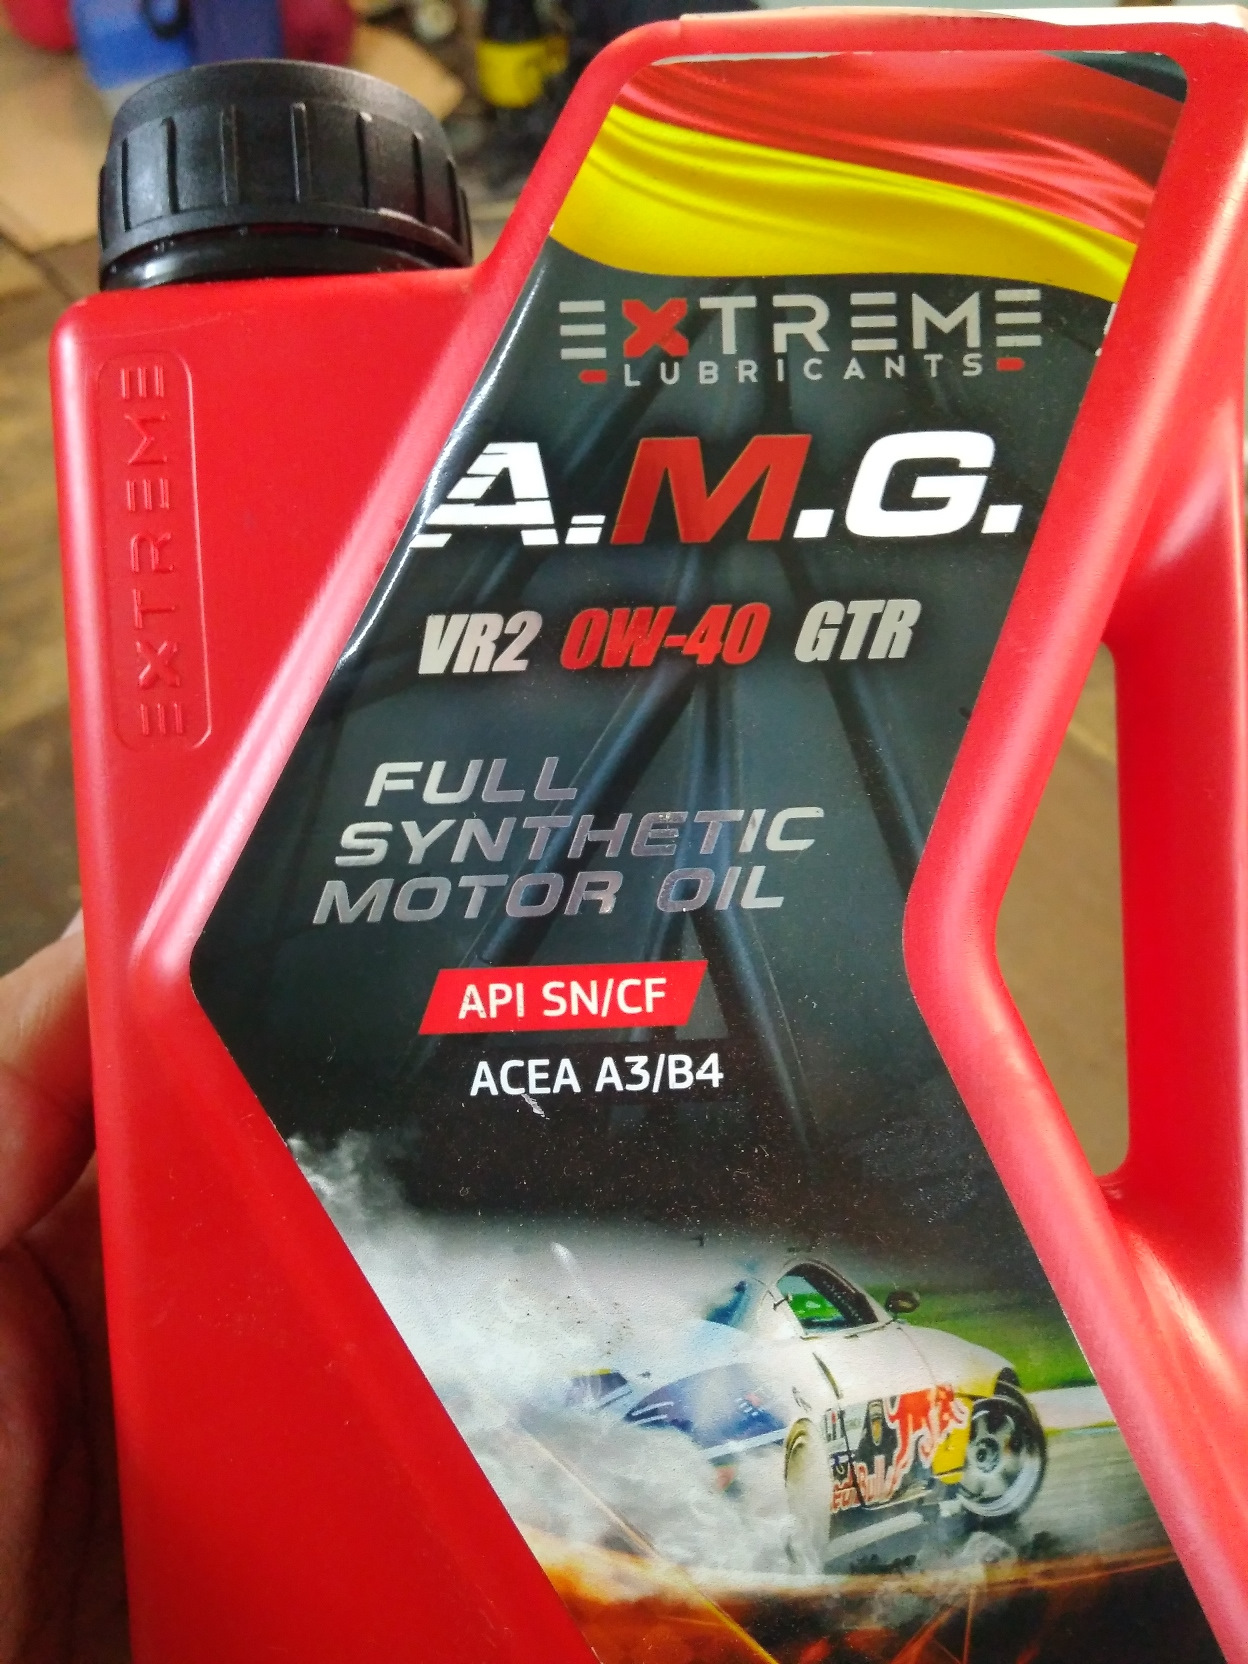 EXTREME
LUBRICANTS
A.M.G.
VR2 0W-40 GTR
FULL
SYNTHETIC
MOTOR OIL
API SN/CF
ACEA A3/B4
EXTREME